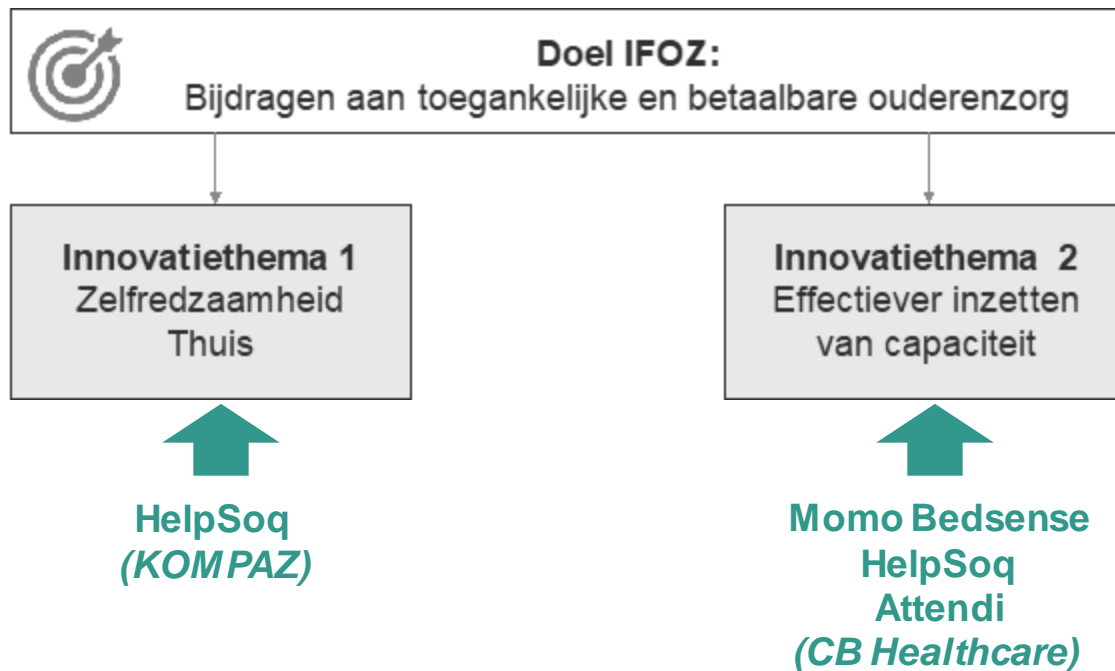 Doel IFOZ:
Bijdragen aan toegankelijke en betaalbare ouderenzorg
Innovatiethema 1
Zelfredzaamheid
Thuis
Innovatiethema 2
Effectiever inzetten
van capaciteit
HelpSoq
(KOMPAZ)
Momo Bedsense
HelpSoq
Attendi
(CB Healthcare)